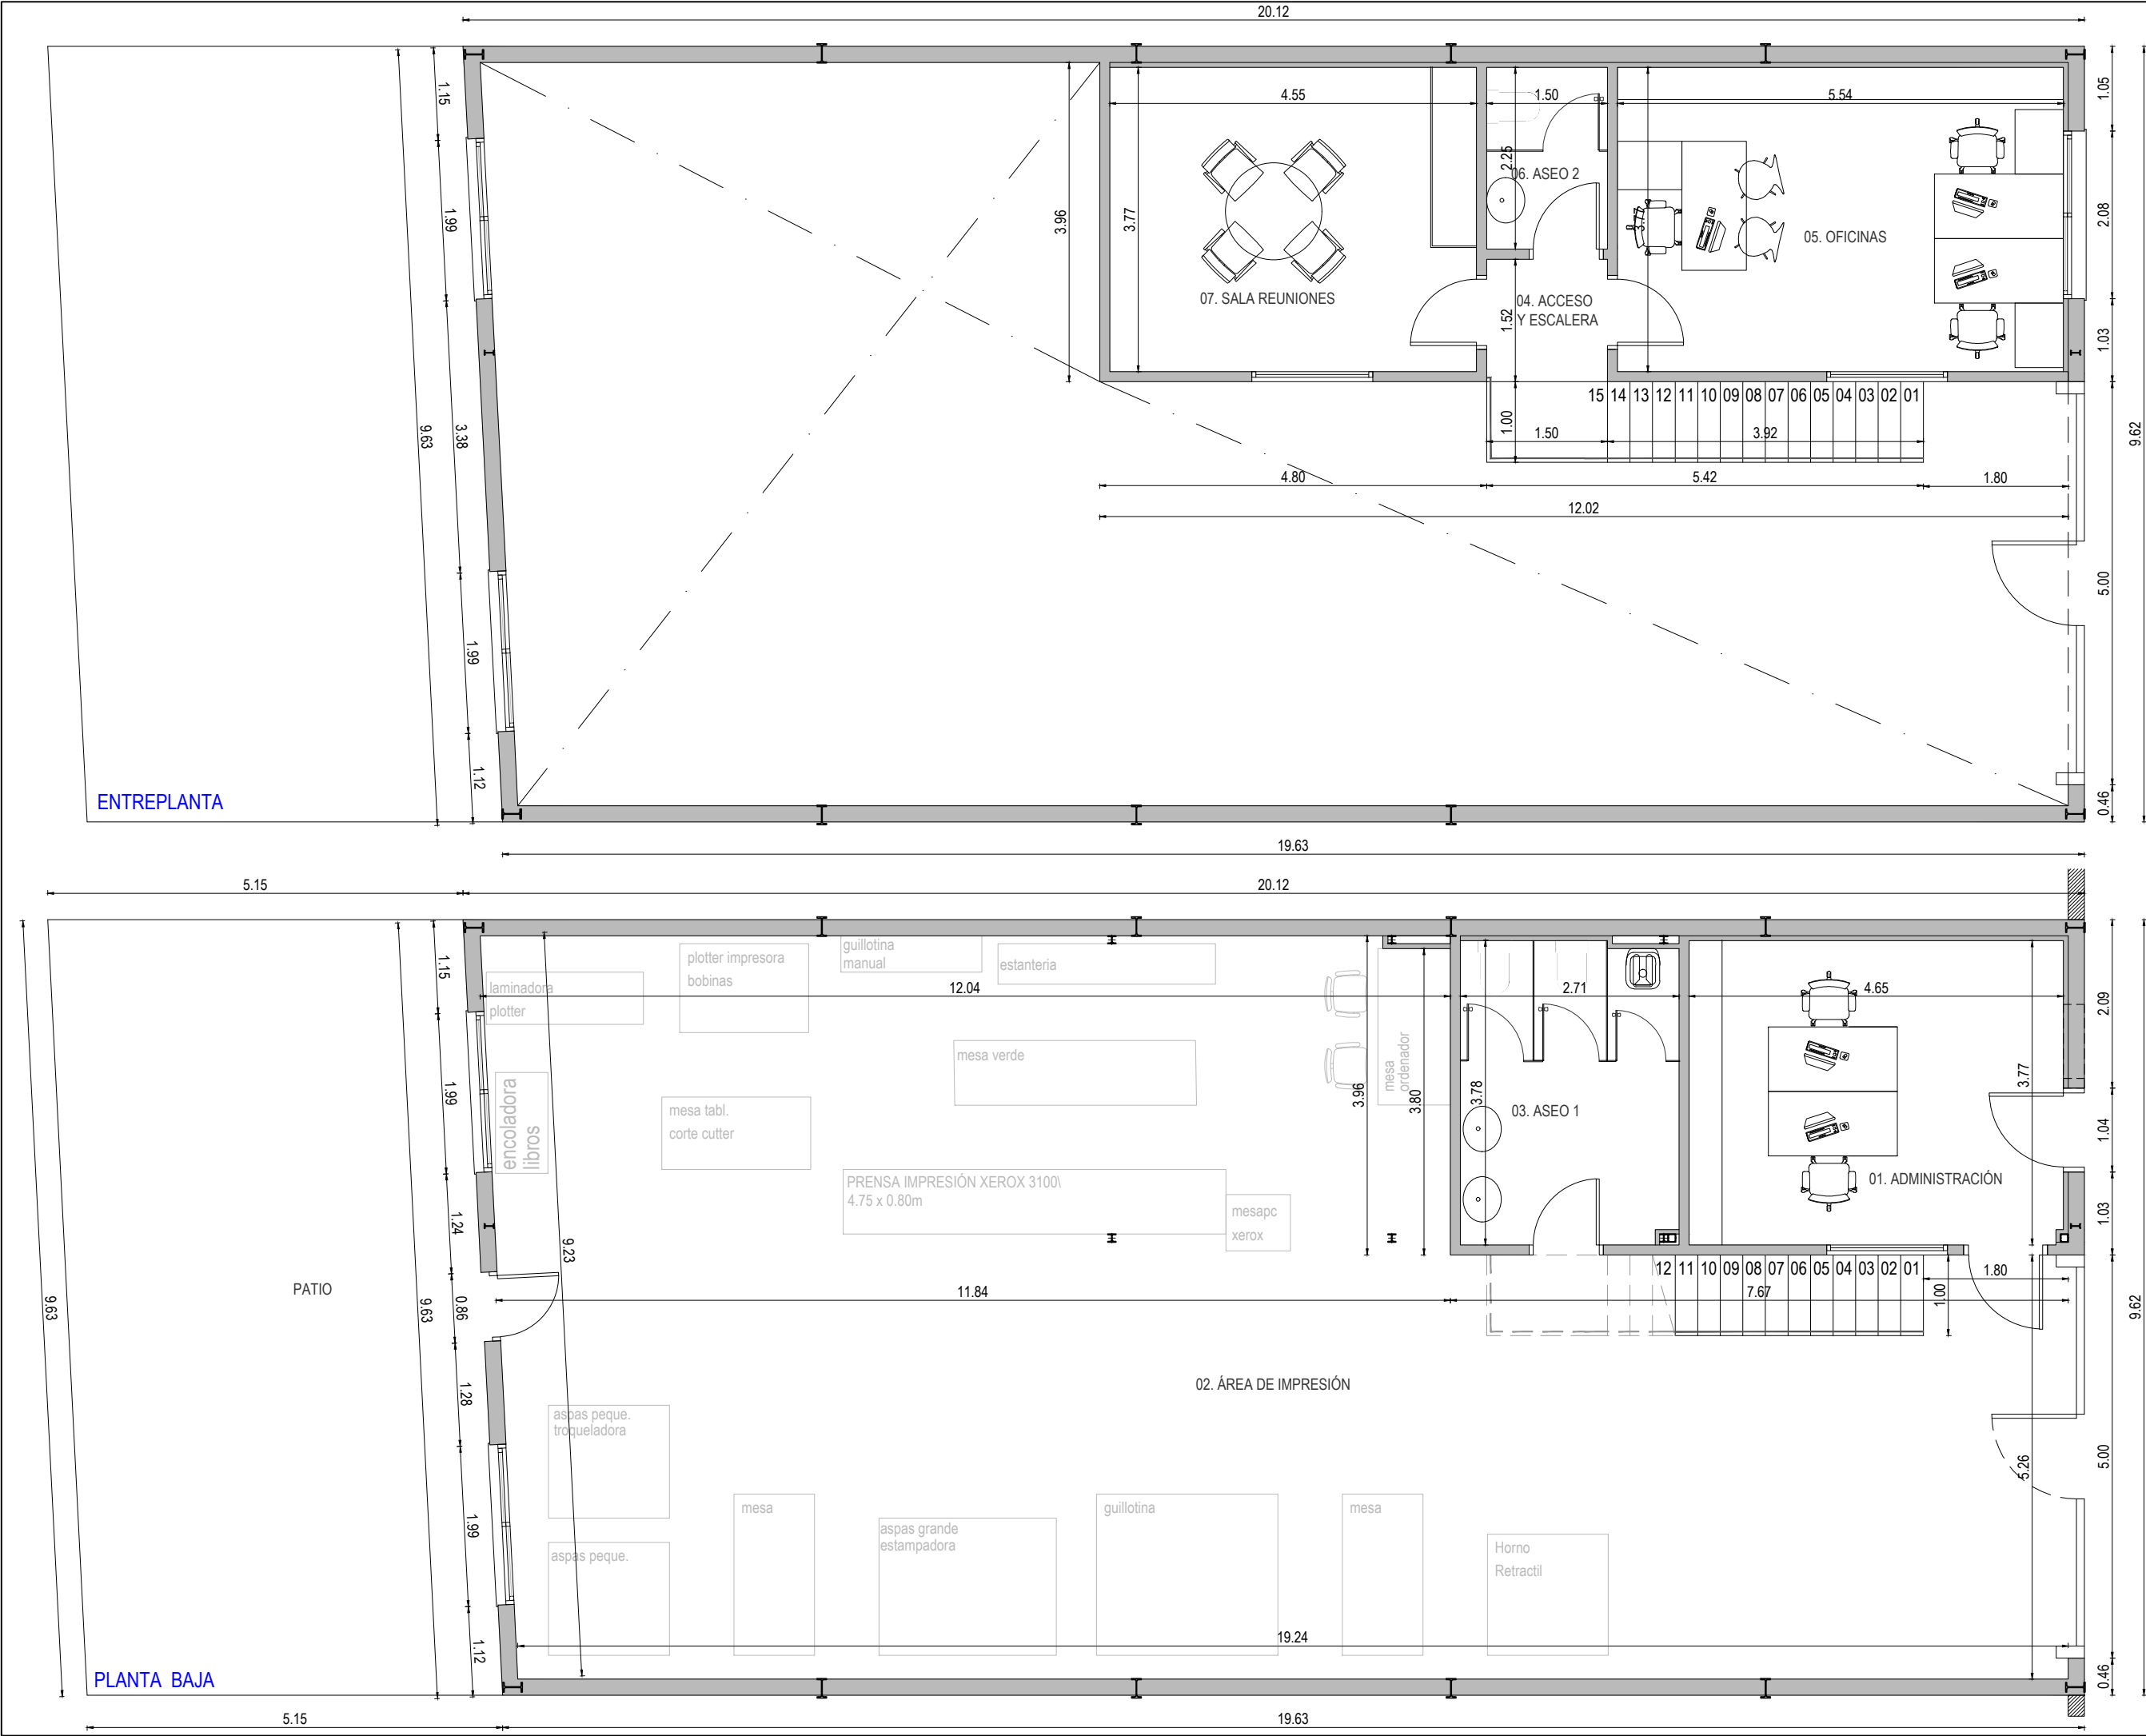 20.12
1.15
4.55
1.50
5.54
1.05
1.99
3.96
3.77
2.25
06. ASEO 2
3.77
05. OFICINAS
2.08
07. SALA REUNIONES
04. ACCESO
Y ESCALERA
1.52
1.03
15 14 13 12 11 10 09 08 07 06 05 04 03 02 01
9.63
3.38
1.00
1.50
3.92
9.62
4.80
5.42
1.80
12.02
5.00
1.99
1.12
ENTREPLANTA
0.46
19.63
5.15
20.12
1.15
laminadora
plotter
plotter impresora
bobinas
guillotina
manual
estanteria
12.04
2.71
4.65
2.09
1.99
encoladora
libros
mesa verde
mesa
ordenador
mesa tabl.
corte cutter
3.96
3.80
3.78
03. ASEO 1
3.77
1.04
PRENSA IMPRESIÓN XEROX 3100\
4.75 x 0.80m
mesapc
xerox
01. ADMINISTRACIÓN
1.03
1.24
9.23
12 11 10 09 08 07 06 05 04 03 02 01
1.80
PATIO
9.63
9.63
0.86
11.84
7.67
1.00
9.62
1.28
02. ÁREA DE IMPRESIÓN
aspas peque.
troqueladora
5.26
5.00
1.99
mesa
aspas grande
estampadora
guillotina
mesa
Horno
Retractil
aspas peque.
19.24
1.12
PLANTA BAJA
0.46
5.15
19.63